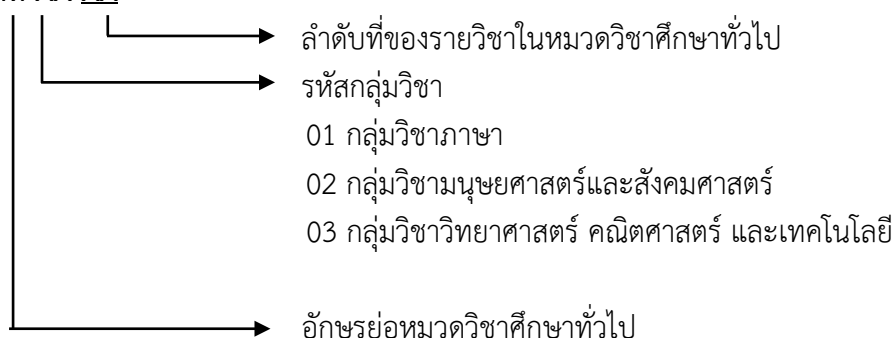 ลำดับที่ของรายวิชาในหมวดวิชาศึกษาทั่วไป
รหัสกลุ่มวิชา
01 กลุ่มวิชาภาษา
02 กลุ่มวิชามนุษยศาสตร์และสังคมศาสตร์
03 กลุ่มวิชาวิทยาศาสตร์ คณิตศาสตร์ และเทคโนโลยี
อักษรย่อหมวดวิชาศึกษาทั่วไป